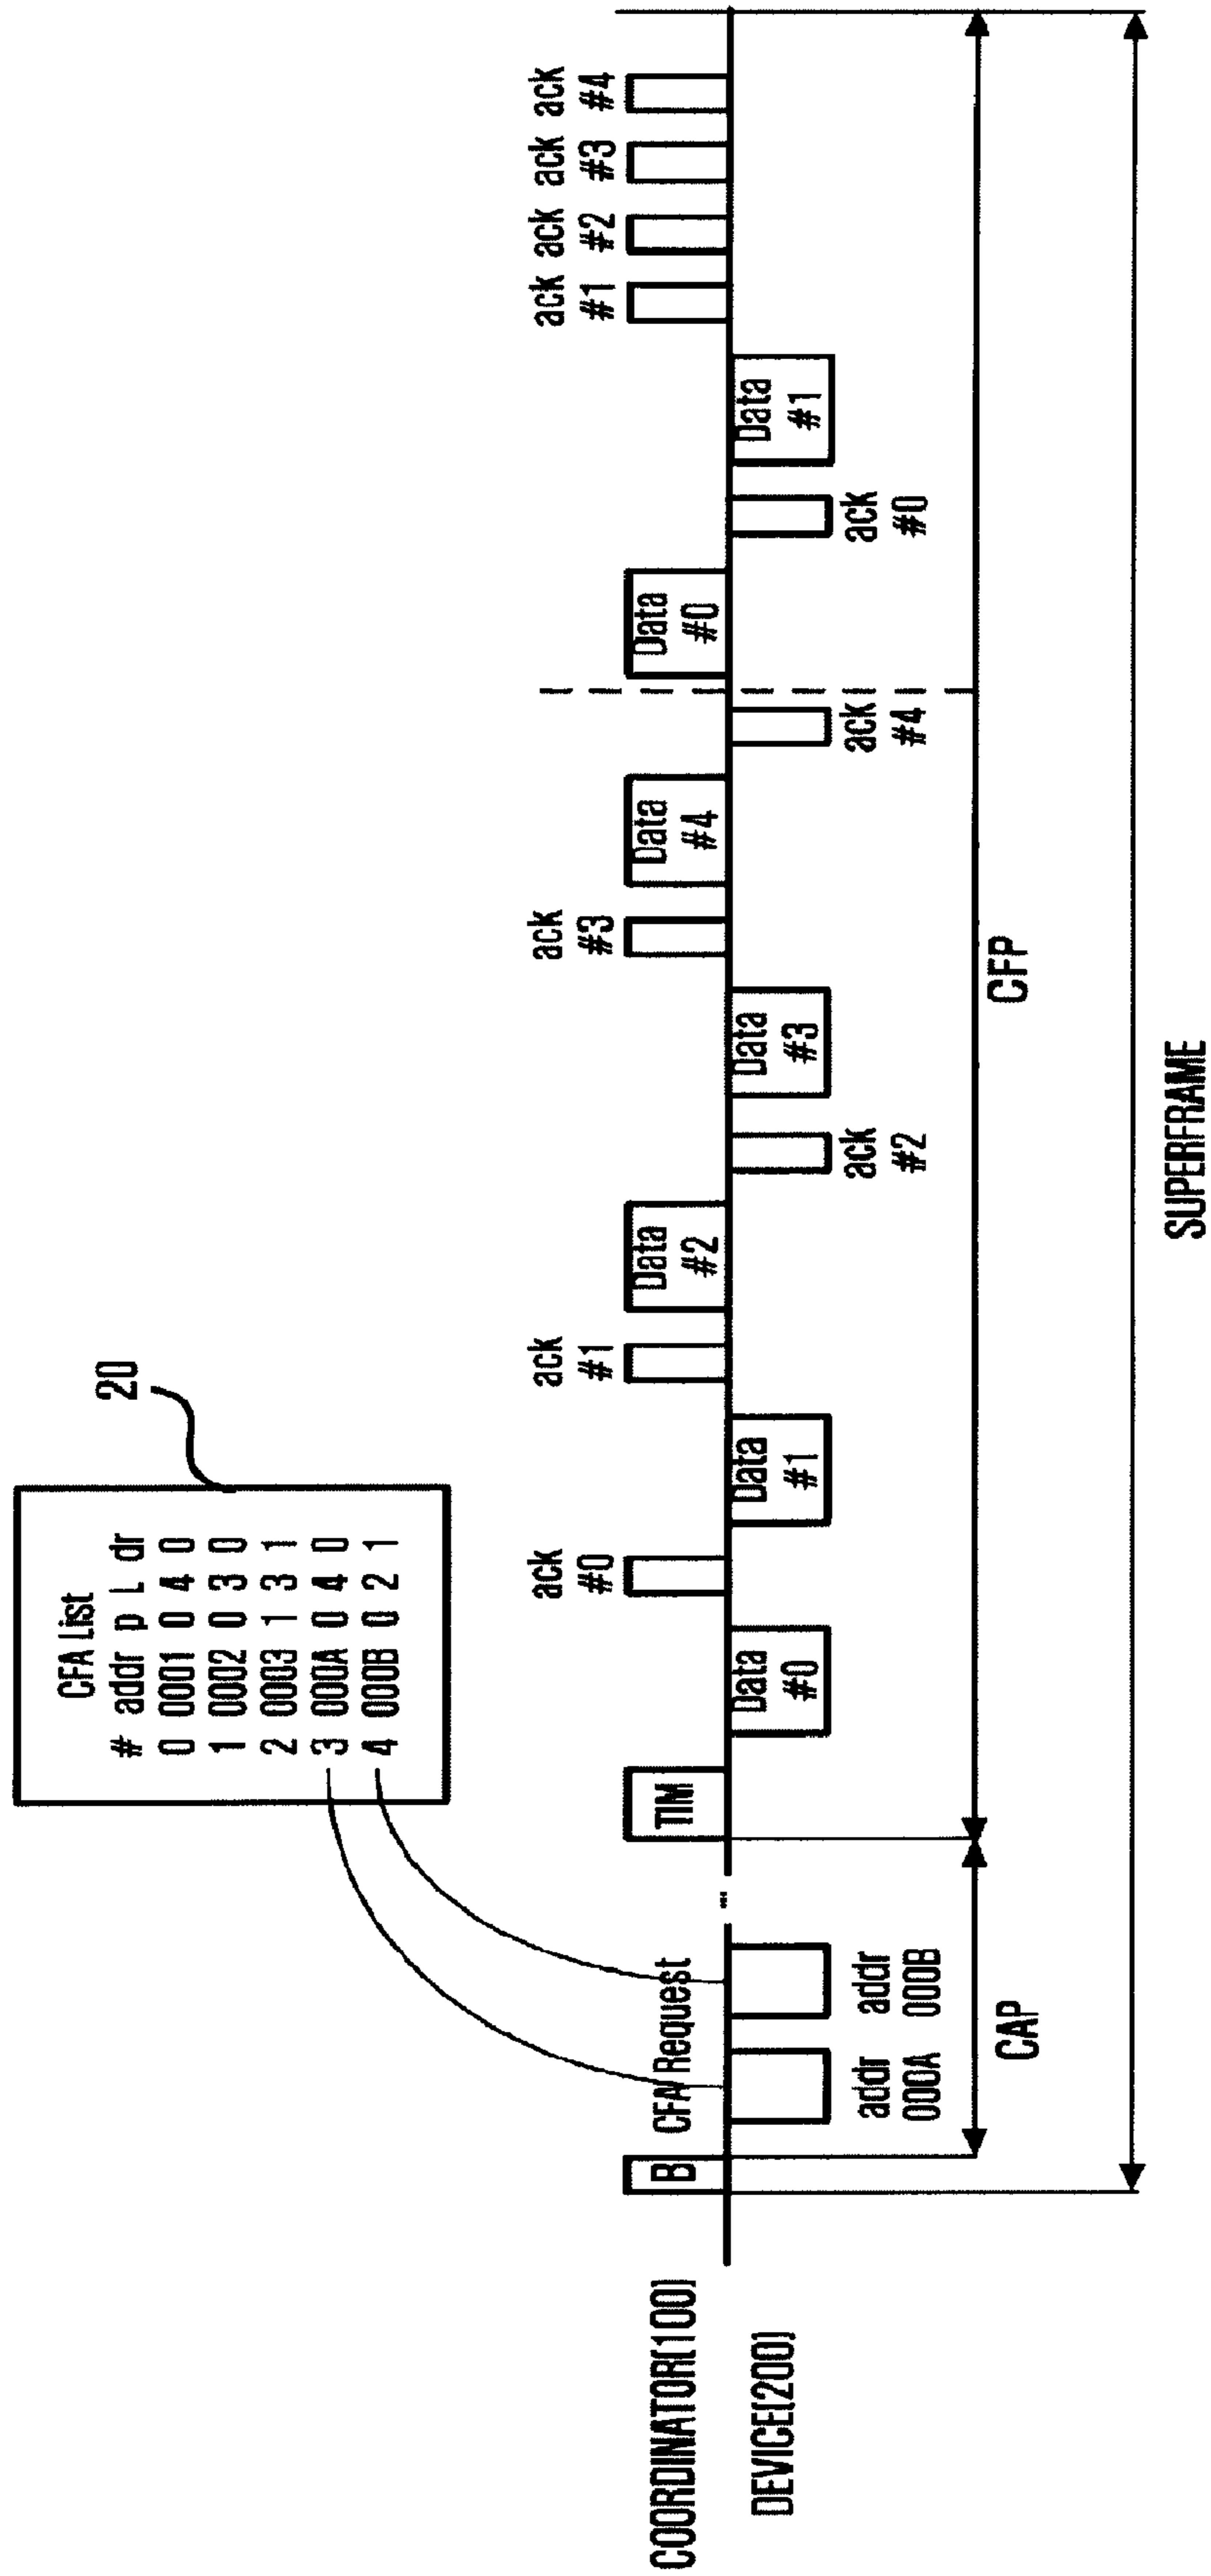 CFA List
# addr p L dr
0 0001 0 4 0
1 0002 0 3 0
2 0003 1 3 1
3 000A 0 4 0
4 000B 0 2 1
20
COORDINATOR(100)
DEVICE(200)
B
CFA Request
TIM
ack
#0
ack
#1
Data
#2
ack
#3
Data
#4
Data
#0
ack ack ack ack
#1 #2 #3 #4
...
Data
#0
Data
#1
Data
#3
Data
#1
addr
000A
addr
000B
ack
#2
ack
#4
ack
#0
CAP
CFP
SUPERFRAME